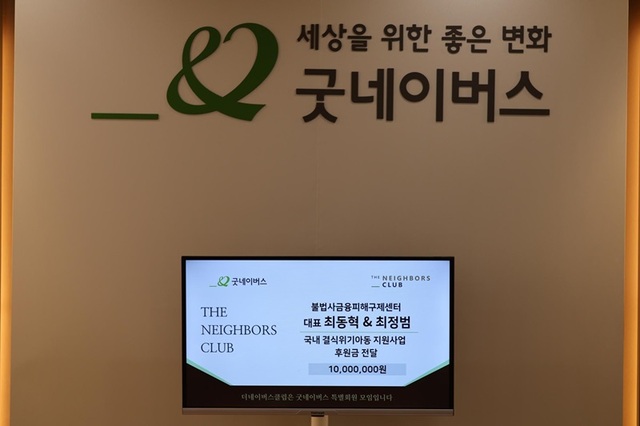 세상을 위한 좋은 변화
굿네이버스
굿네이버스
THE NEIGHBORS
CLUB
THE
NEIGHBORS
CLUB
불법사금융피해구제센터
대표 최동혁 & 최정범
국내 결식위기아동 지원사업
후원금 전달
10,000,000원
더네이버스클럽은 굿네이버스 특별회원 모임입니다